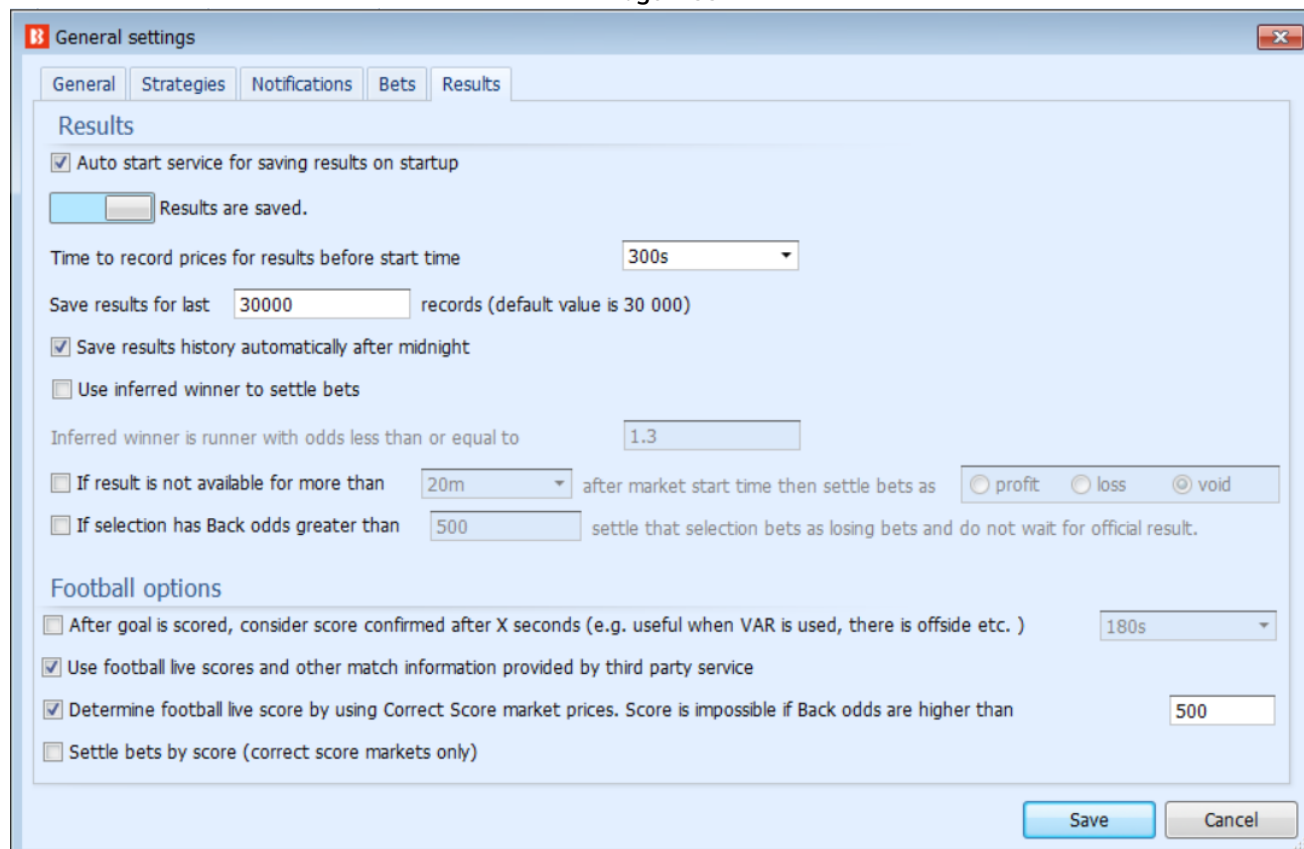 General settings
General Strategies Notifications Bets Results
Results
Auto start service for saving results on startup
Results are saved.
Time to record prices for results before start time 300s
Save results for last 30000 records (default value is 30 000)
Save results history automatically after midnight
Use inferred winner to settle bets
Inferred winner is runner with odds less than or equal to 1.3
If result is not available for more than 20m after market start time then settle bets as profit loss void
If selection has Back odds greater than 500 settle that selection bets as losing bets and do not wait for official result.
Football options
After goal is scored, consider score confirmed after X seconds (e.g. useful when VAR is used, there is offside etc. ) 180s
Use football live scores and other match information provided by third party service
Determine football live score by using Correct Score market prices. Score is impossible if Back odds are higher than 500
Settle bets by score (correct score markets only)
Save Cancel